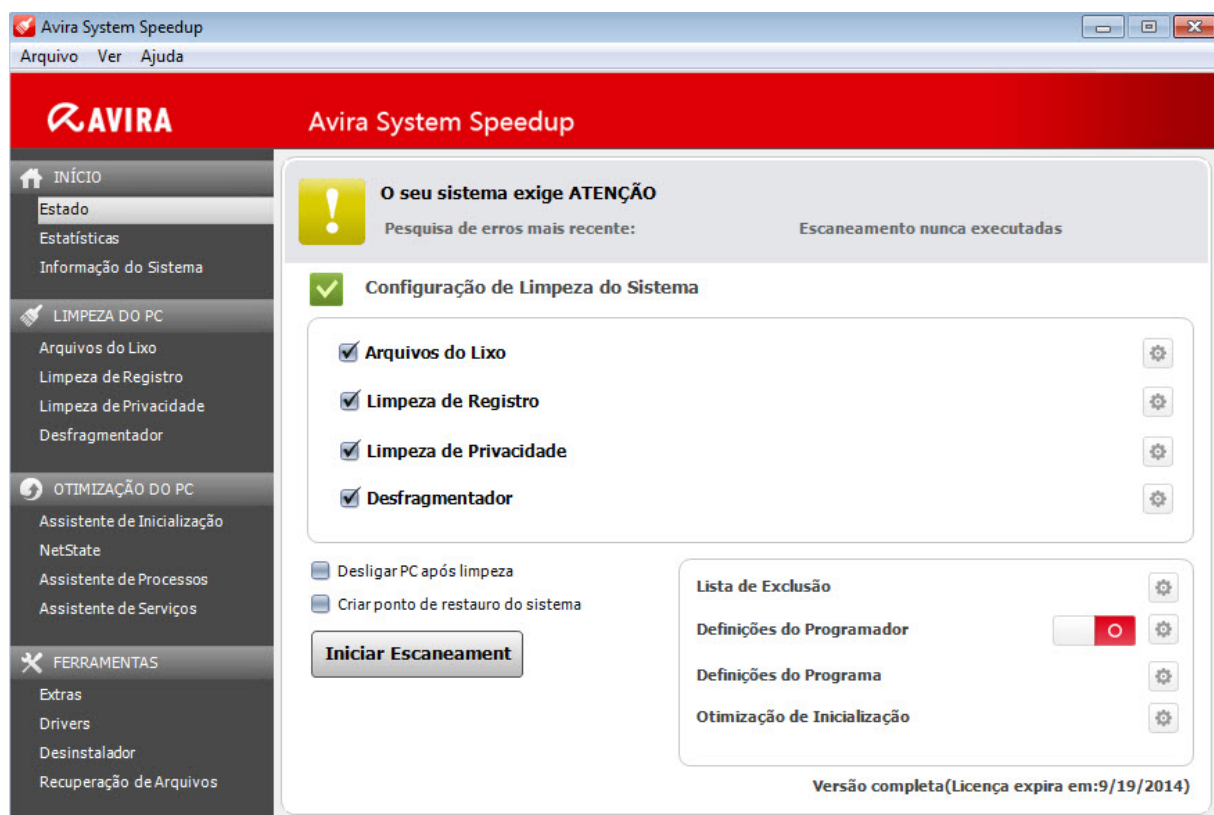 Avira System Speedup
Arquivo Ver Ajuda
AVIRA
Avira System Speedup
INÍCIO
Estado
Estatísticas
Informação do Sistema
LIMPEZA DO PC
Arquivos do Lixo
Limpeza de Registro
Limpeza de Privacidade
Desfragmentador
OTIMIZAÇÃO DO PC
Assistente de Inicialização
NetState
Assistente de Processos
Assistente de Serviços
FERRAMENTAS
Extras
Drivers
Desinstalador
Recuperação de Arquivos
O seu sistema exige ATENÇÃO
Pesquisa de erros mais recente: Escaneamento nunca executadas
Configuração de Limpeza do Sistema
Arquivos do Lixo
Limpeza de Registro
Limpeza de Privacidade
Desfragmentador
Desligar PC após limpeza
Criar ponto de restauro do sistema
Iniciar Escaneament
Lista de Exclusão
Definições do Programador
Definições do Programa
Otimização de Inicialização
Versão completa(Licença expira em:9/19/2014)